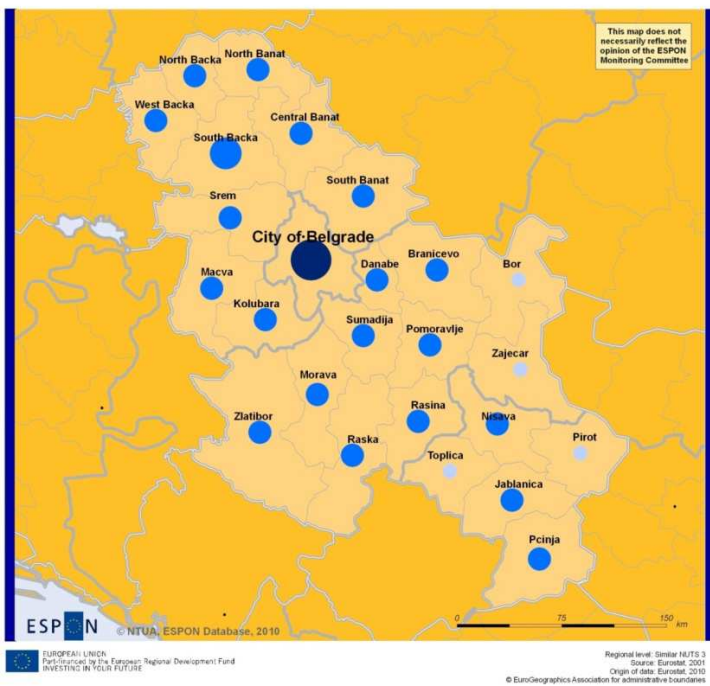 This map does not
necessarily reflect the
opinion of the ESPON
Monitoring Committee
North Backa
North Banat
West Backa
Central Banat
South Backa
South Banat
Srem
City of Belgrade
Danabe
Branicevo
Bor
Macva
Kolubara
Sumadija
Pomoravlje
Zajecar
Morava
Zlatibor
Rasina
Nisava
Raska
Toplica
Pirot
Jablanica
Pcinja
0 75 150 km
ESPON
© NTUA, ESPON Database, 2010
EUROPEAN UNION
Part-financed by the European Regional Development Fund
INVESTING IN YOUR FUTURE
Regional level: Similar NUTS 3
Source: Eurostat, 2001
Origin of data: Eurostat, 2010
© EuroGeographics Association for administrative boundaries